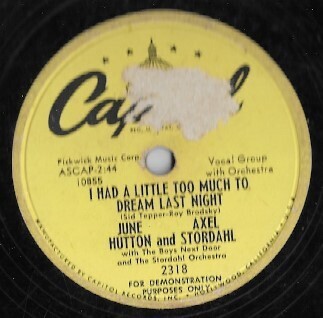 Pickwick Music Corp.
ASCAP-2:44
10855
Vocal Group
with Orchestra
I HAD A LITTLE TOO MUCH TO
DREAM LAST NIGHT
(Sid Tepper-Roy Brodsky)
JUNE AXEL
HUTTON and STORDAHL
with The Boys Next Door
and The Stordahl Orchestra
2318
FOR DEMONSTRATION
PURPOSES ONLY